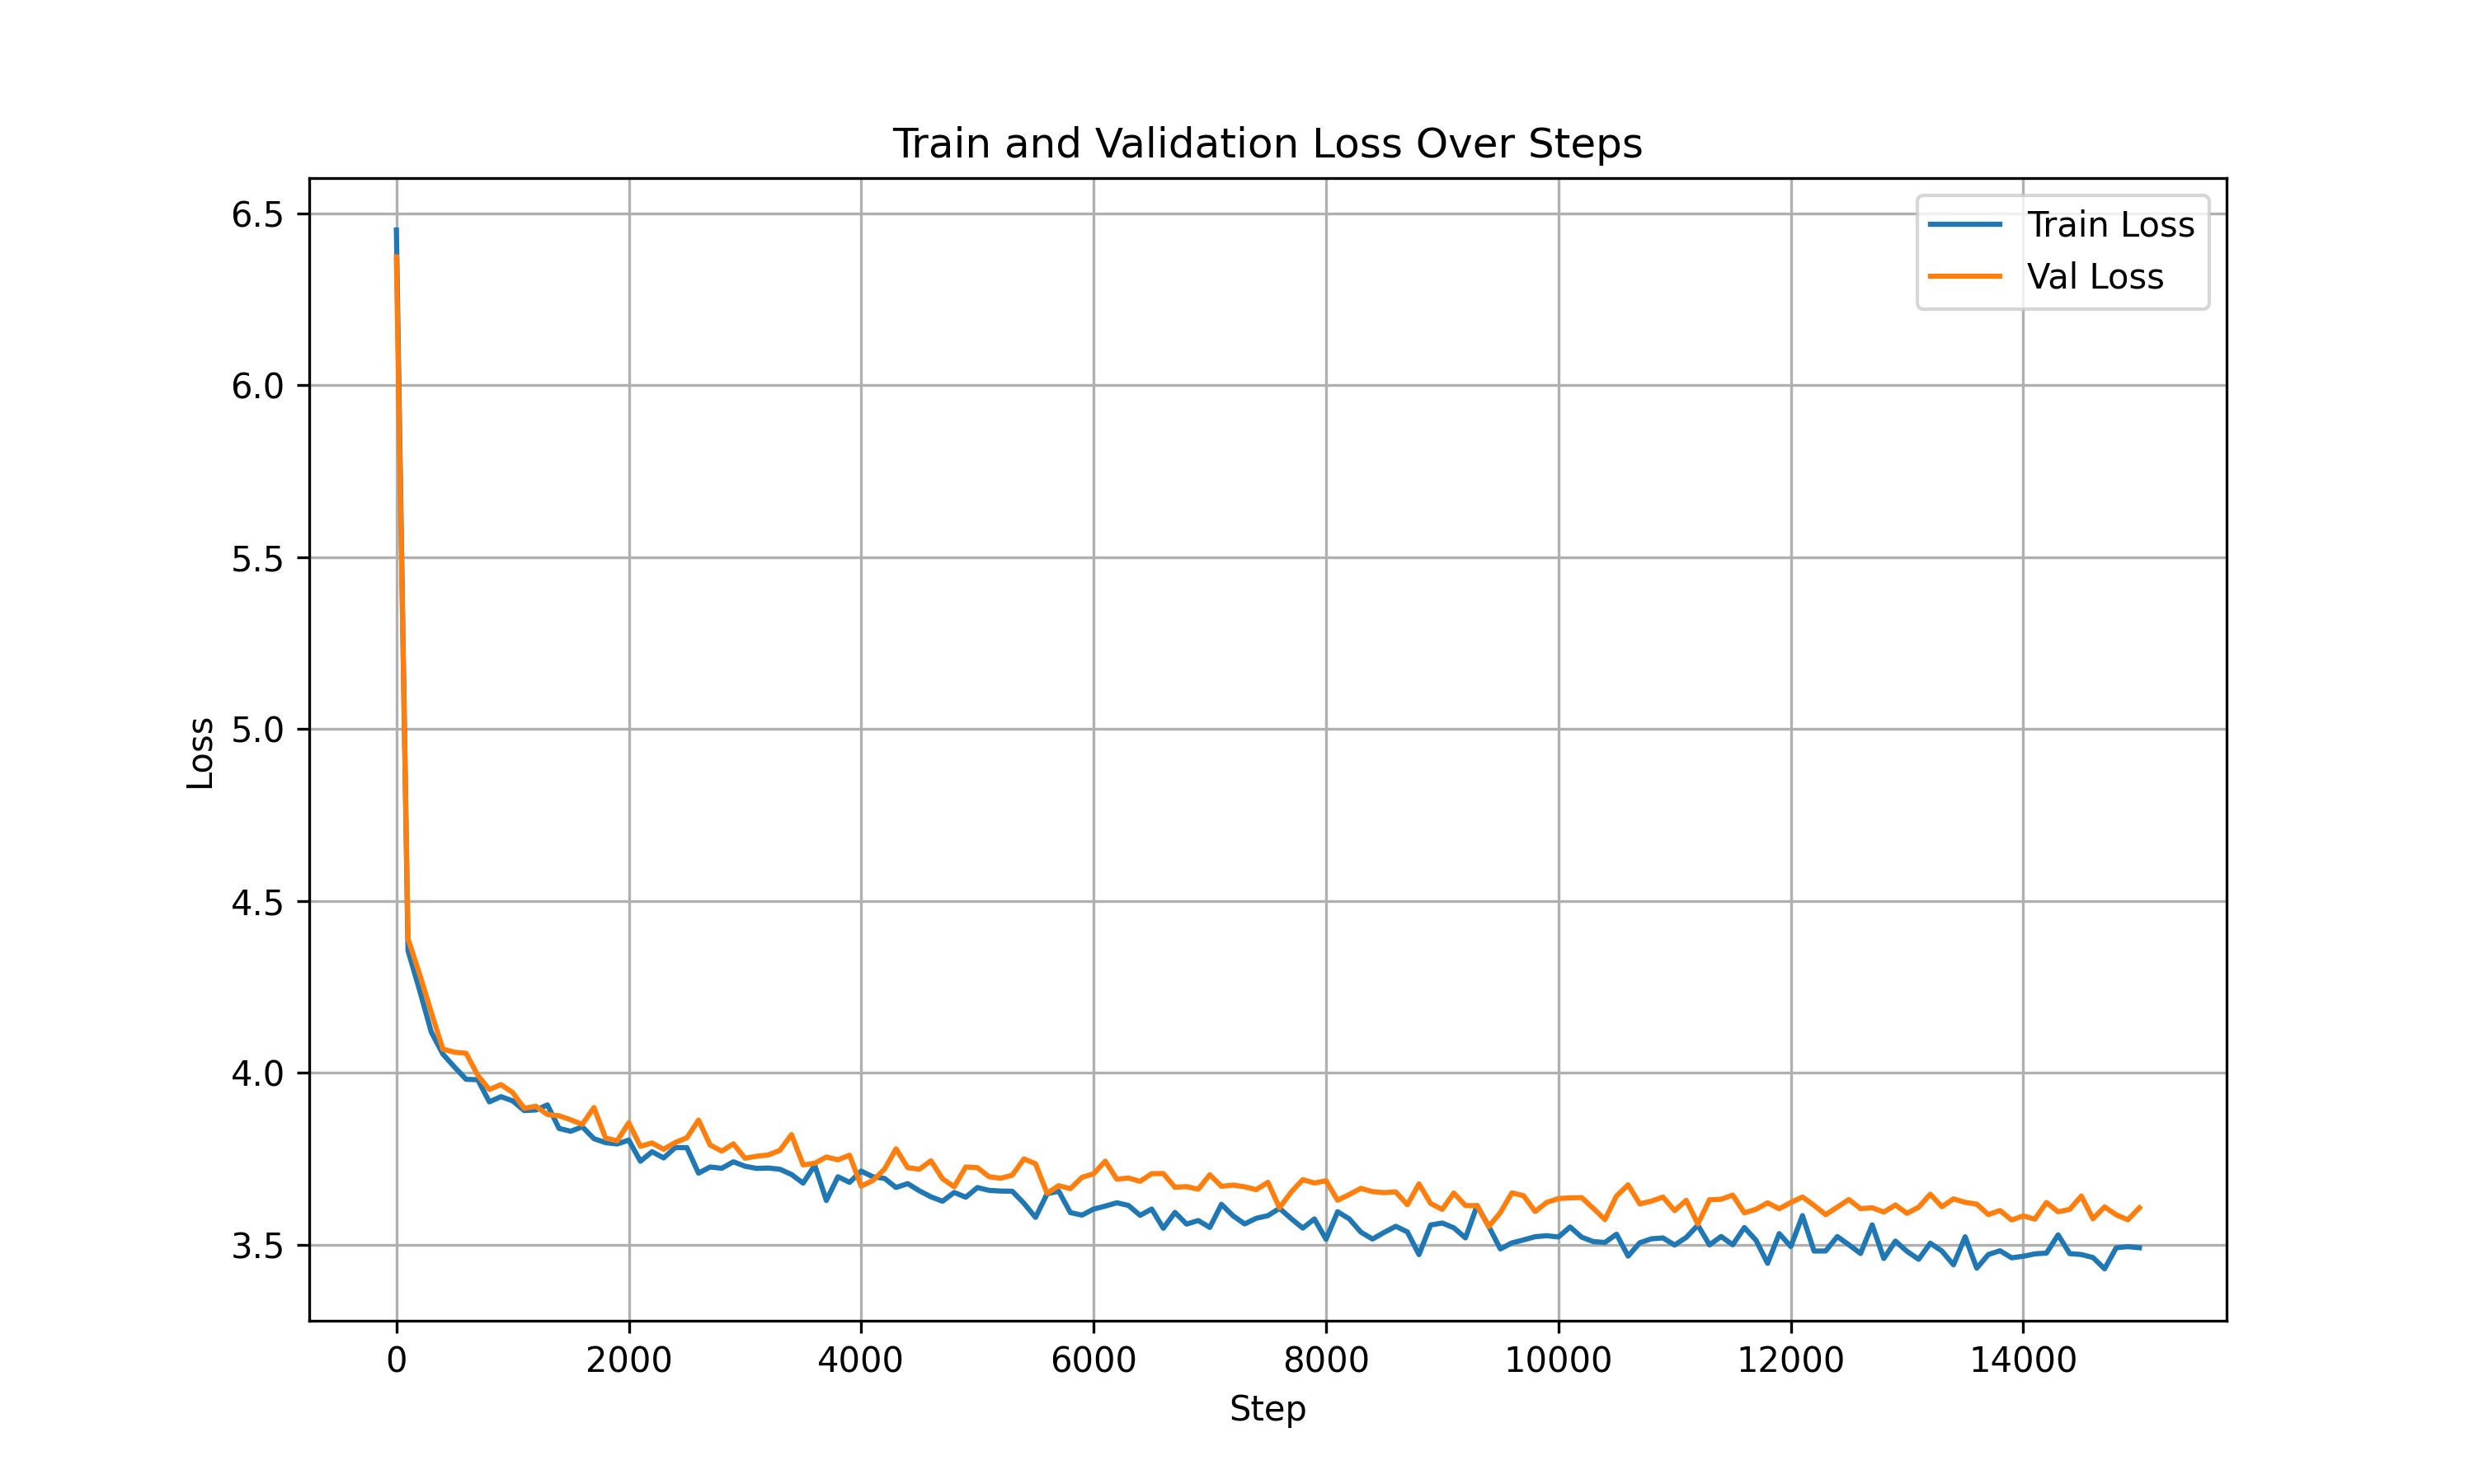 Train and Validation Loss Over Steps
Train Loss
Val Loss
6.5
6.0
5.5
5.0
4.5
4.0
3.5
Loss
0 2000 4000 6000 8000 10000 12000 14000
Step